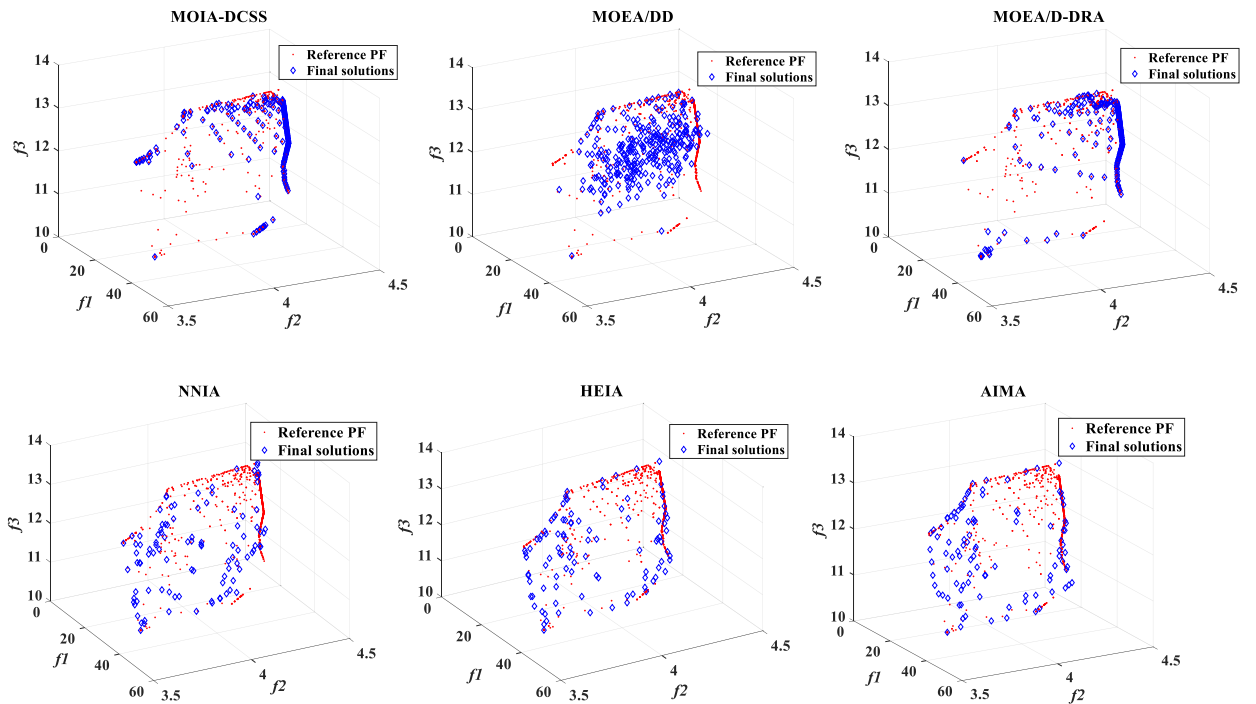 MOIA-DCSS
Reference PF
Final solutions
14
13
12
11
10
f3
0
20
40
60
f1
3.5
4
4.5
f2
MOEA/DD
Reference PF
Final solutions
14
13
12
11
10
f3
0
20
40
60
f1
3.5
4
4.5
f2
MOEA/D-DRA
Reference PF
Final solutions
14
13
12
11
10
f3
0
20
40
60
f1
3.5
4
4.5
f2
NNIA
Reference PF
Final solutions
14
13
12
11
10
f3
0
20
40
60
f1
3.5
4
4.5
f2
HEIA
Reference PF
Final solutions
14
13
12
11
10
f3
0
20
40
60
f1
3.5
4
4.5
f2
AIMA
Reference PF
Final solutions
14
13
12
11
10
f3
0
20
40
60
f1
3.5
4
4.5
f2